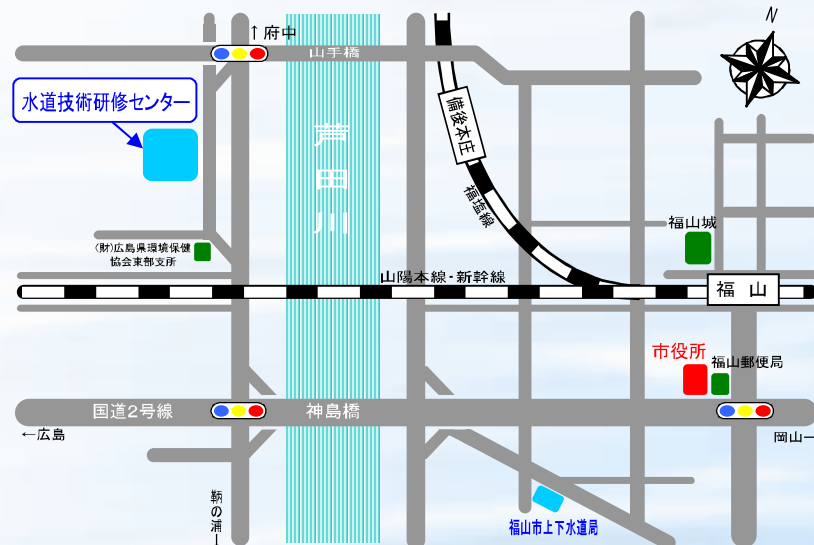 N
↑府中
山手橋
水道技術研修センター
備後本庄
芦田川
福塩線
福山城
(財)広島県環境保健
協会東部支所
山陽本線・新幹線
福 山
市役所
福山郵便局
国道2号線
神島橋
←広島
岡山→
鞆の浦↓
福山市上下水道局